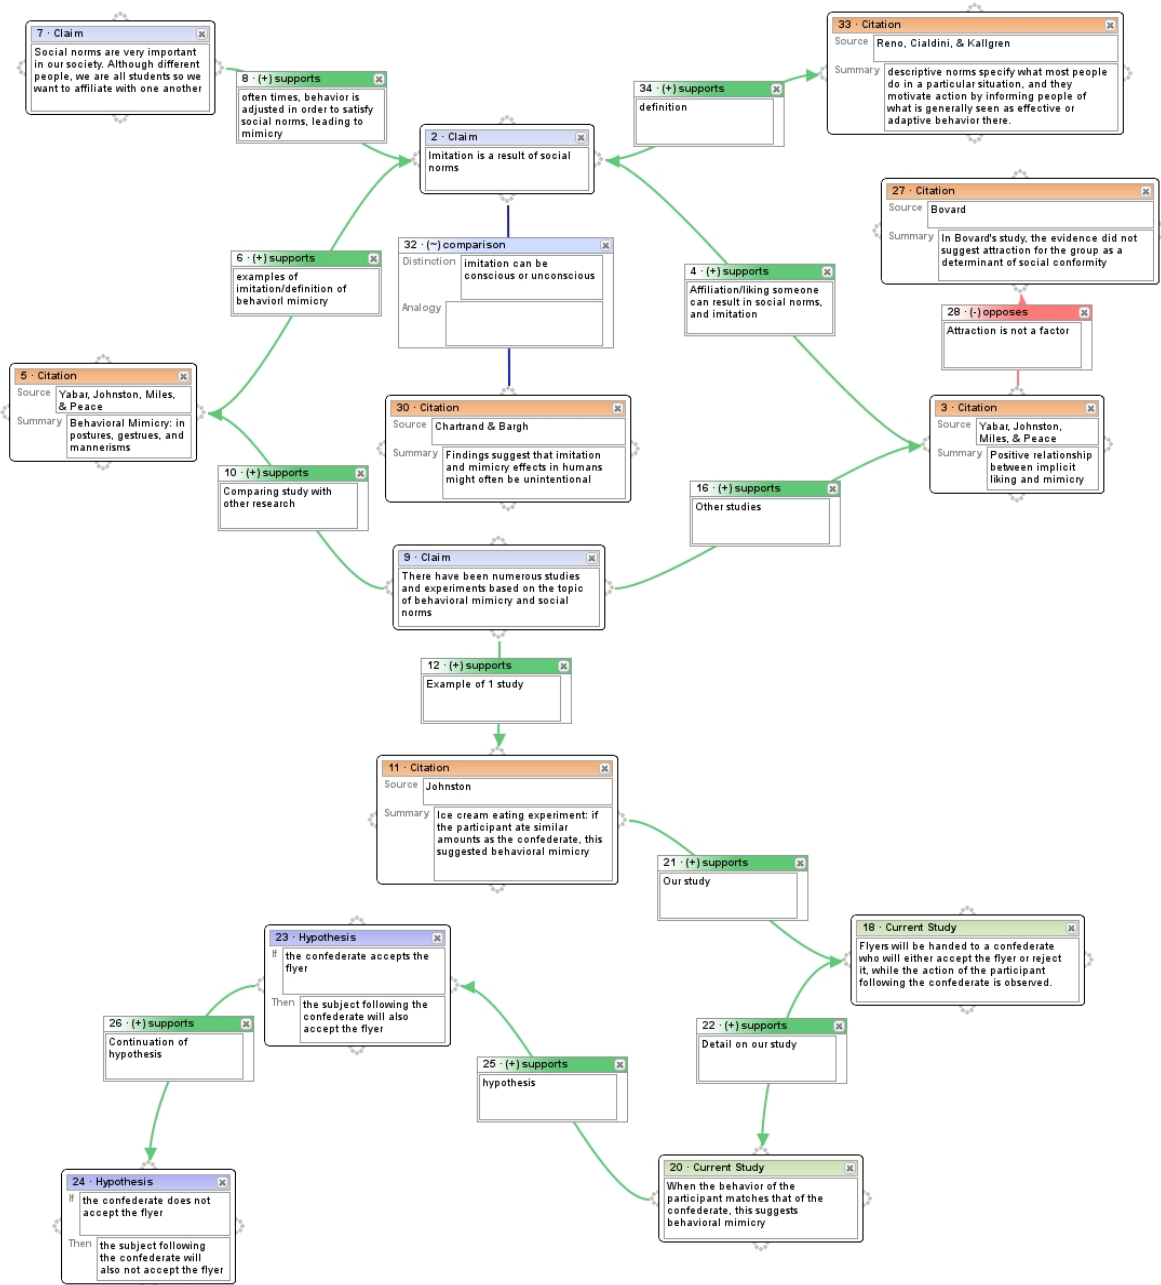 7 · Claim
Social norms are very important
in our society. Although different
people, we are all students so we
want to affiliate with one another
8 · (+) supports
often times, behavior is
adjusted in order to satisfy
social norms, leading to
mimicry
2 · Claim
Imitation is a result of social
norms
34 · (+) supports
definition
33 · Citation
Source Reno, Cialdini, & Kallgren
Summary descriptive norms specify what most people
do in a particular situation, and they
motivate action by informing people of
what is generally seen as effective or
adaptive behavior there.
27 · Citation
Source Bovard
Summary In Bovard's study, the evidence did not
suggest attraction for the group as a
determinant of social conformity
6 · (+) supports
examples of
imitation/definition of
behaviorl mimicry
32 · (~) comparison
Distinction imitation can be
conscious or unconscious
Analogy
4 · (+) supports
Affiliation/liking someone
can result in social norms,
and imitation
28 · (-) opposes
Attraction is not a factor
5 · Citation
Source Yabar, Johnston, Miles,
& Peace
Summary Behavioral Mimicry: in
postures, gestrues, and
mannerisms
30 · Citation
Source Chartrand & Bargh
Summary Findings suggest that imitation
and mimicry effects in humans
might often be unintentional
3 · Citation
Source Yabar, Johnston,
Miles, & Peace
Summary Positive relationship
between implicit
liking and mimicry
10 · (+) supports
Comparing study with
other research
16 · (+) supports
Other studies
9 · Claim
There have been numerous studies
and experiments based on the topic
of behavioral mimicry and social
norms
12 · (+) supports
Example of 1 study
11 · Citation
Source Johnston
Summary Ice cream eating experiment: if
the participant ate similar
amounts as the confederate, this
suggested behavioral mimicry
21 · (+) supports
Our study
18 · Current Study
Flyers will be handed to a confederate
who will either accept the flyer or reject
it, while the action of the participant
following the confederate is observed.
23 · Hypothesis
If the confederate accepts the
flyer
Then the subject following the
confederate will also
accept the flyer
26 · (+) supports
Continuation of
hypothesis
25 · (+) supports
hypothesis
22 · (+) supports
Detail on our study
24 · Hypothesis
If the confederate does not
accept the flyer
Then the subject following
the confederate will
also not accept the flyer
20 · Current Study
When the behavior of the
participant matches that of the
confederate, this suggests
behavioral mimicry